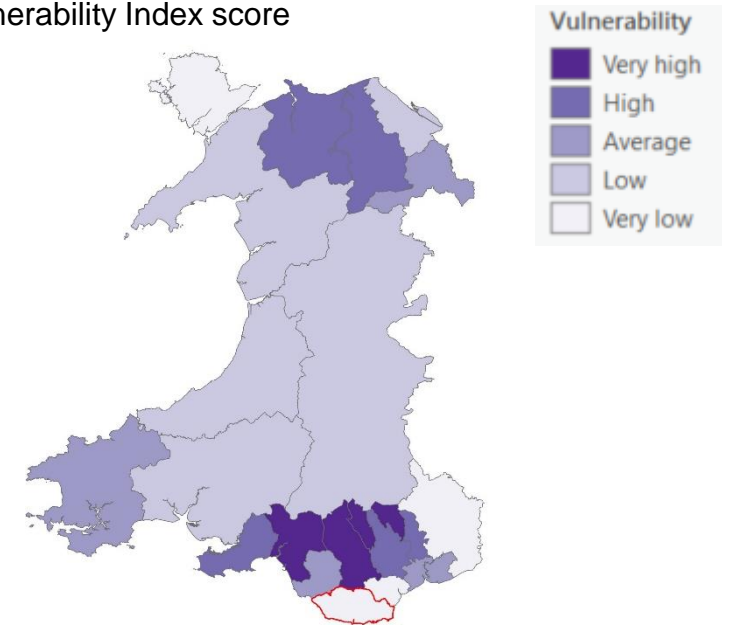 nerability Index score
Vulnerability
Very high
High
Average
Low
Very low